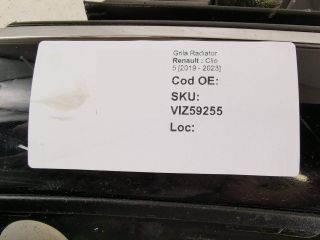 Grila Radiator
Renault : Clio
5 [2019 - 2023]
Cod OE:
SKU:
VIZ59255
Loc: